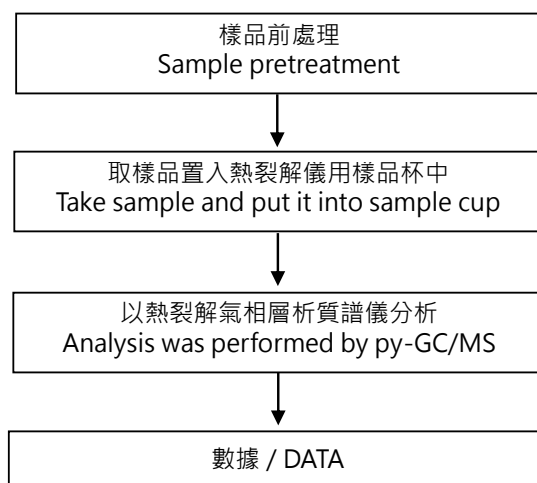 樣品前處理
Sample pretreatment
取樣品置入熱裂解儀用樣品杯中
Take sample and put it into sample cup
以熱裂解氣相層析質譜儀分析
Analysis was performed by py-GC/MS
數據 / DATA